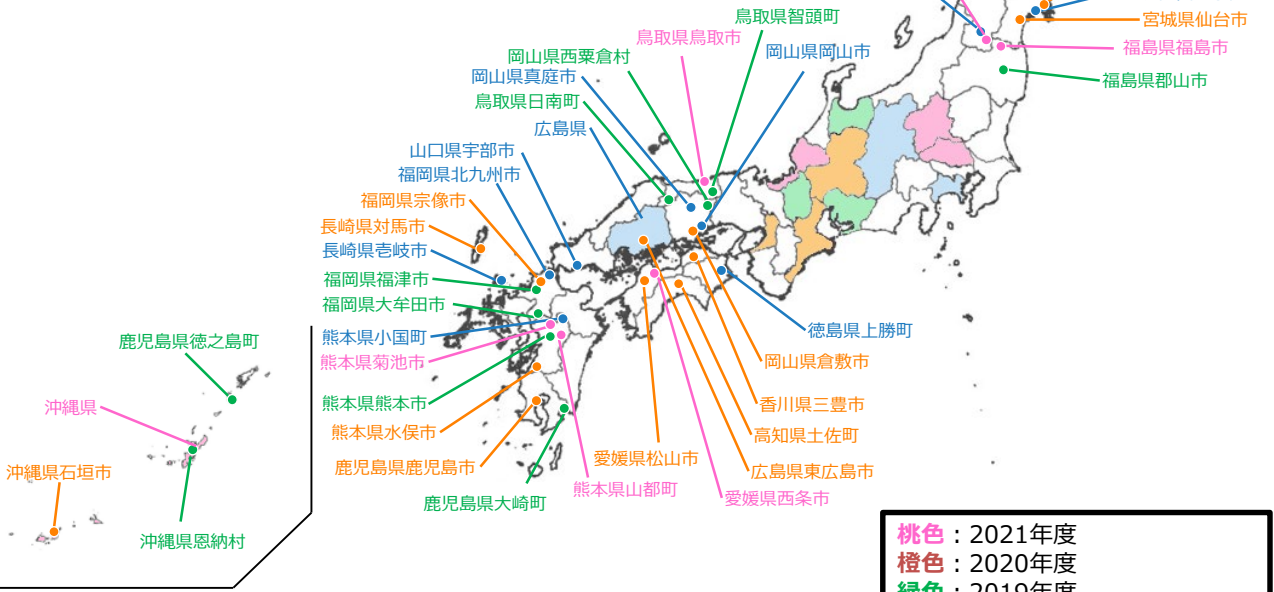 鳥取県智頭町
宮城県仙台市
鳥取県鳥取市
福島県福島市
岡山県岡山市
岡山県西粟倉村
岡山県真庭市
福島県郡山市
鳥取県日南町
広島県
山口県宇部市
福岡県北九州市
福岡県宗像市
長崎県対馬市
長崎県壱岐市
福岡県福津市
福岡県大牟田市
徳島県上勝町
熊本県小国町
鹿児島県徳之島町
熊本県菊池市
岡山県倉敷市
熊本県熊本市
香川県三豊市
沖縄県
熊本県水俣市
高知県土佐町
愛媛県松山市
鹿児島県鹿児島市
沖縄県石垣市
広島県東広島市
熊本県山都町
愛媛県西条市
鹿児島県大崎町
沖縄県恩納村
桃色：2021年度
橙色：2020年度
緑色：2019年度